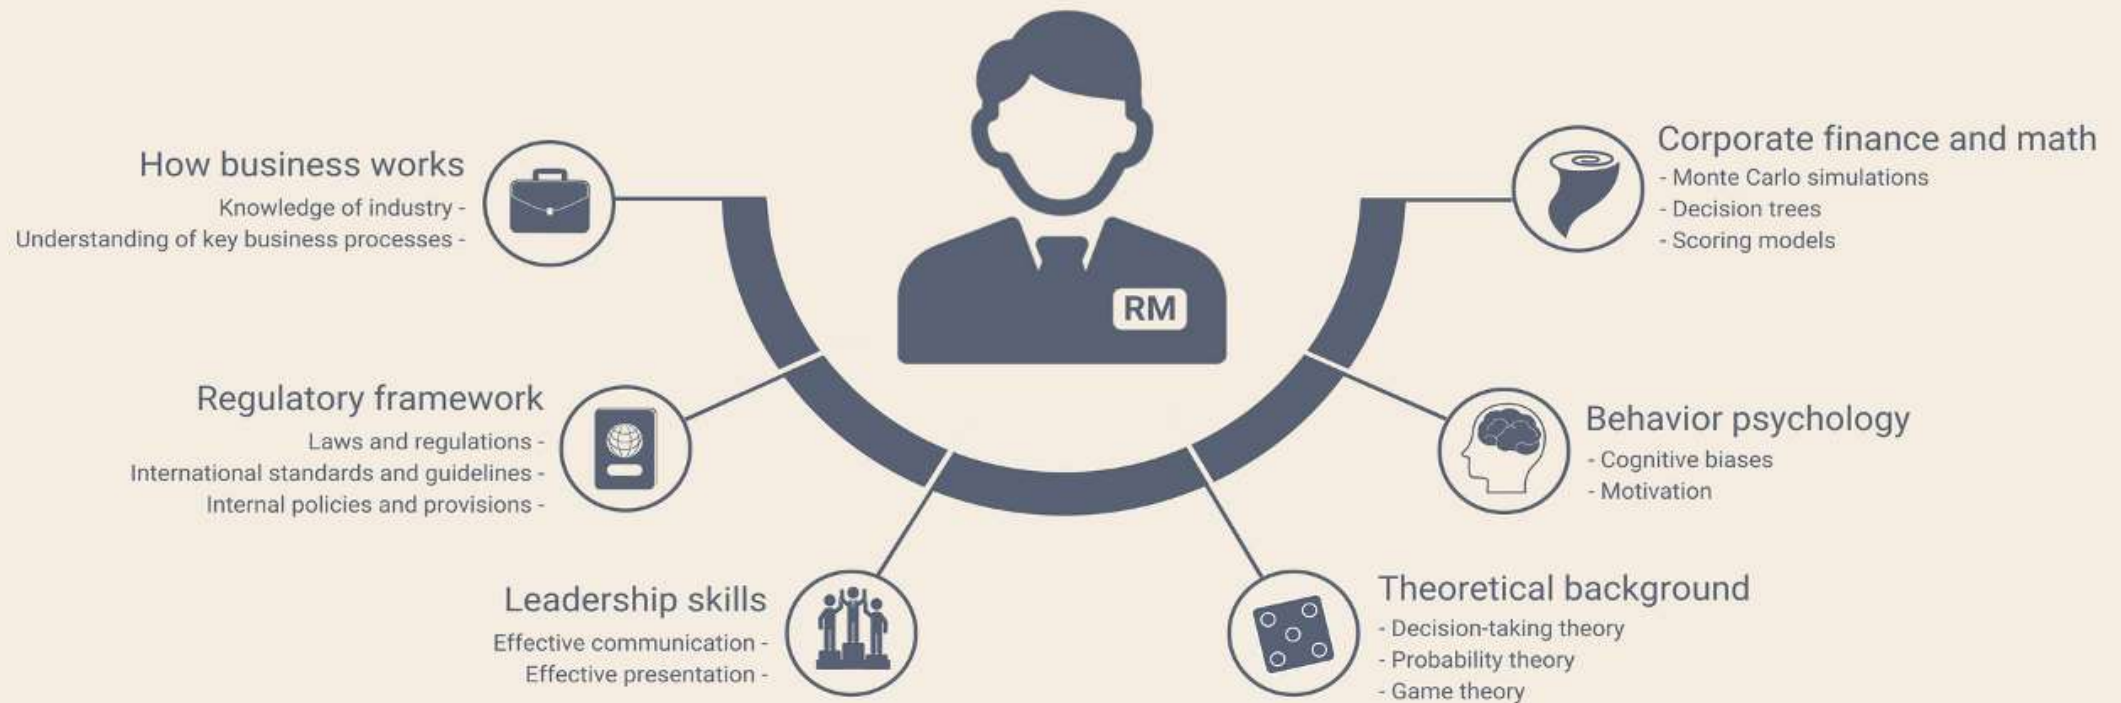 How business works
Knowledge of industry -
Understanding of key business processes -
Regulatory framework
Laws and regulations -
International standards and guidelines -
Internal policies and provisions -
Leadership skills
Effective communication -
Effective presentation -
RM
Corporate finance and math
- Monte Carlo simulations
- Decision trees
- Scoring models
Behavior psychology
- Cognitive biases
- Motivation
Theoretical background
- Decision-taking theory
- Probability theory
- Game theory